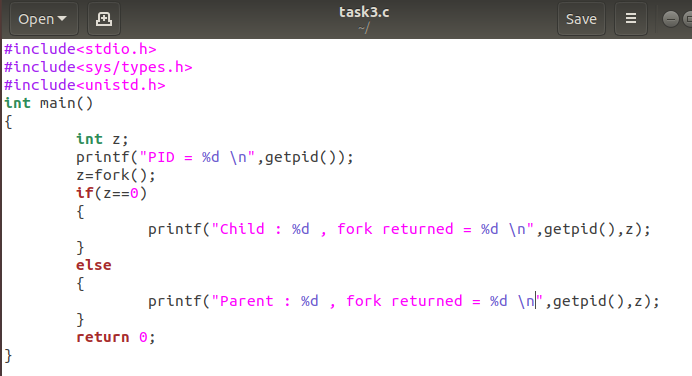 Open
task3.c
~/
Save
#include<stdio.h>
#include<sys/types.h>
#include<unistd.h>
int main()
{
        int z;
        printf("PID = %d \n",getpid());
        z=fork();
        if(z==0)
        {
                printf("Child : %d , fork returned = %d \n",getpid(),z);
        }
        else
        {
                printf("Parent : %d , fork returned = %d \n",getpid(),z);
        }
        return 0;
}